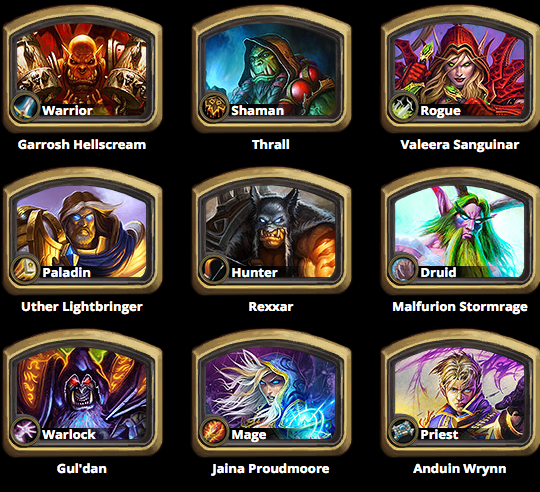 Warrior
Shaman
Rogue
Garrosh Hellscream
Thrall
Valeera Sanguinar
Paladin
Hunter
Druid
Uther Lightbringer
Rexxar
Malfurion Stormrage
Warlock
Mage
Priest
Gul'dan
Jaina Proudmoore
Anduin Wrynn